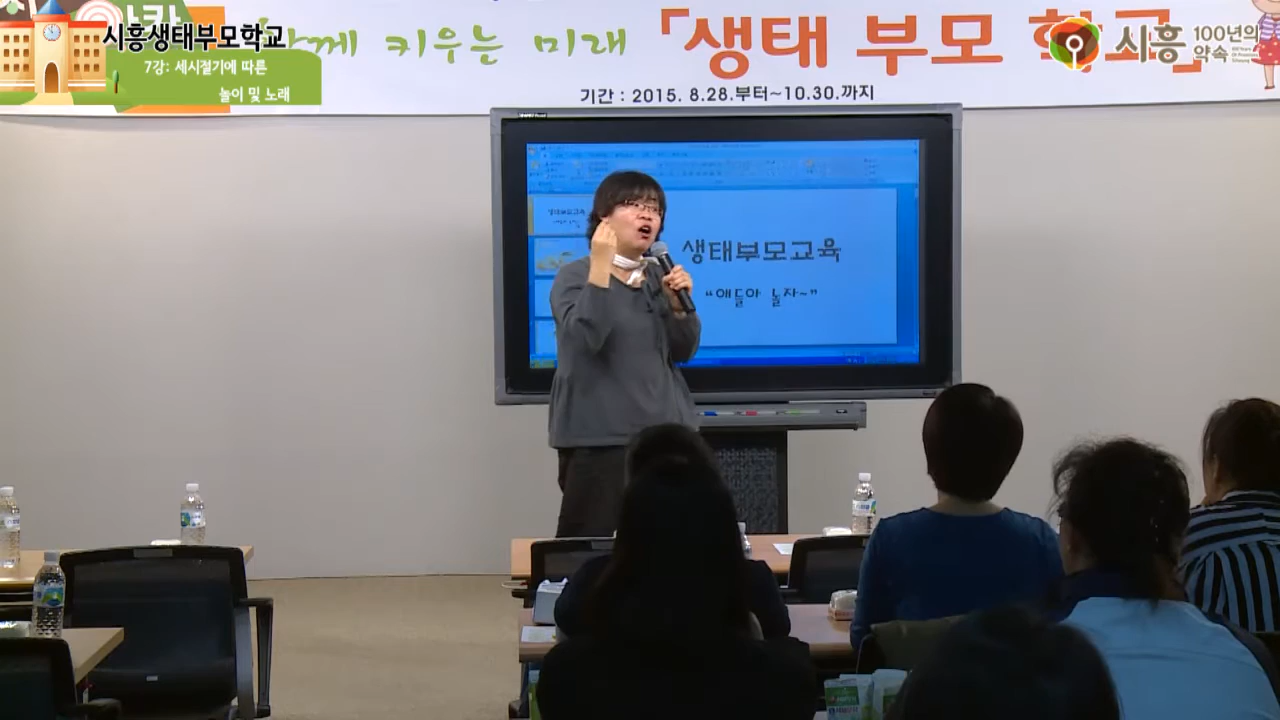 시흥생태부모학교
7강: 세시절기에 따른
놀이 및 노래
함께 키우는 미래 「생태 부모 학교」
기간 : 2015. 8.28.부터~10.30.까지
시흥 100년의
약속
생태부모교육
“얘들아 놀자~”